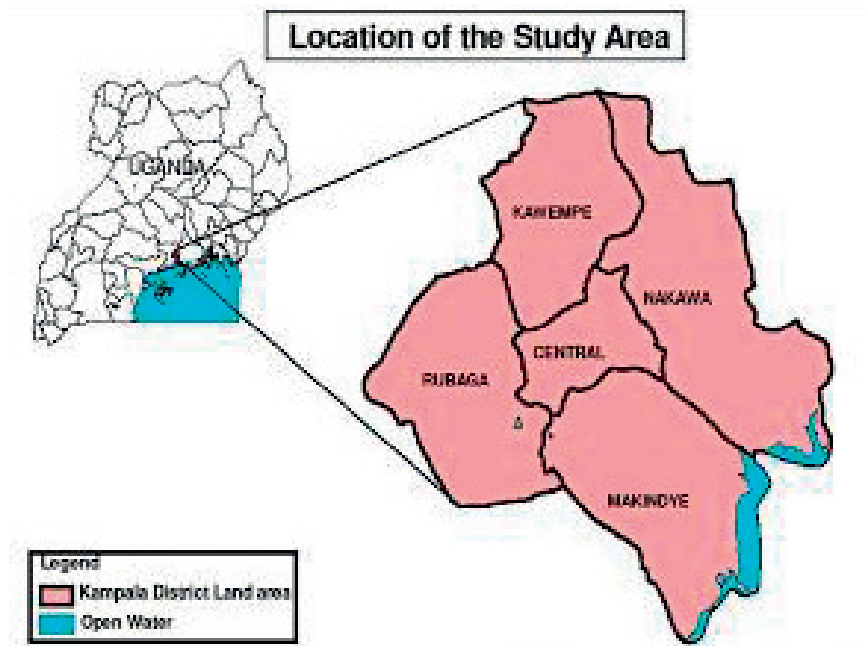 Location of the Study Area
UGANDA
KAWEMPE
NAKAWA
CENTRAL
RUBAGA
MAKINDYE
Legend
Kampala District Land area
Open Water